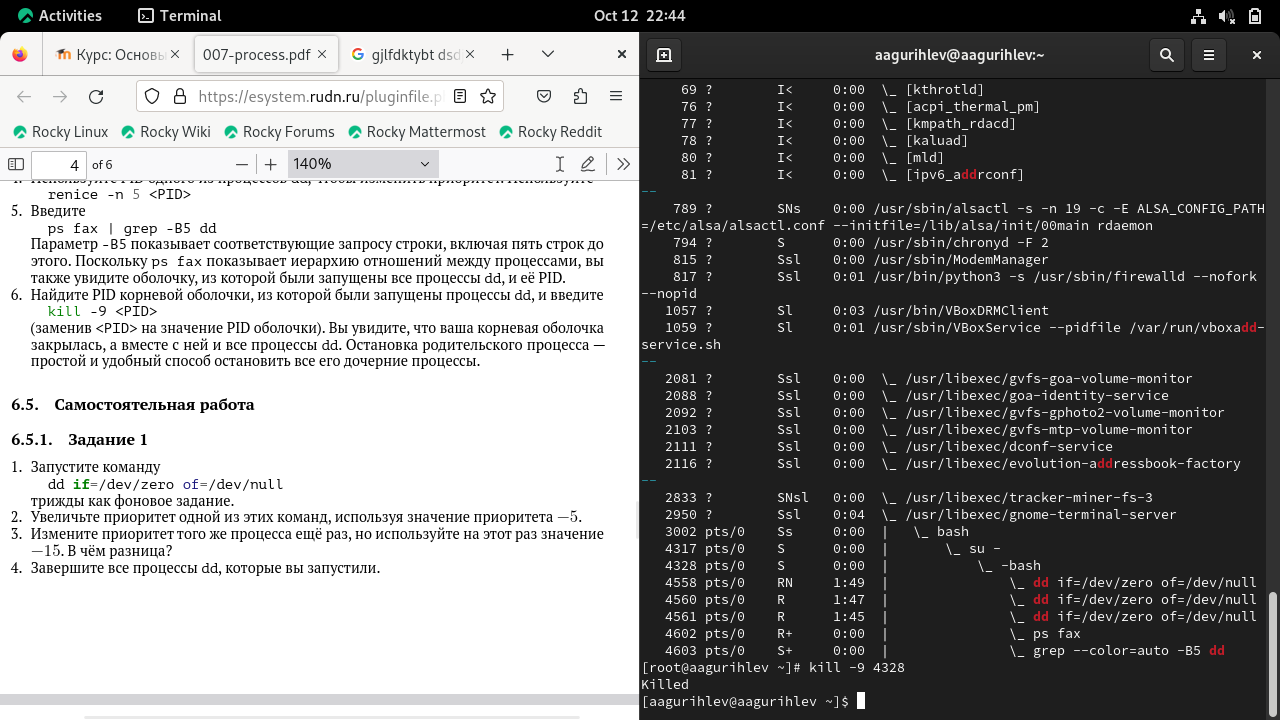 Activities
Terminal
Oct 12 22:44
Курс: Основы
007-process.pdf
gjlfdktybt dsd
https://esystem.rudn.ru/pluginfile.p
Rocky Linux
Rocky Wiki
Rocky Forums
Rocky Mattermost
Rocky Reddit
4
of 6
140%
4. Используйте PID одного из процессов dd, чтобы изменить приоритет. Используйте
renice -n 5 <PID>
5. Введите
ps fax | grep -B5 dd
Параметр -B5 показывает соответствующие запросу строки, включая пять строк до
этого. Поскольку ps fax показывает иерархию отношений между процессами, вы
также увидите оболочку, из которой были запущены все процессы dd, и её PID.
6. Найдите PID корневой оболочки, из которой были запущены процессы dd, и введите
kill -9 <PID>
(заменив <PID> на значение PID оболочки). Вы увидите, что ваша корневая оболочка
закрылась, а вместе с ней и все процессы dd. Остановка родительского процесса —
простой и удобный способ остановить все его дочерние процессы.
6.5. Самостоятельная работа
6.5.1. Задание 1
1. Запустите команду
dd if=/dev/zero of=/dev/null
трижды как фоновое задание.
2. Увеличьте приоритет одной из этих команд, используя значение приоритета −5.
3. Измените приоритет того же процесса ещё раз, но используйте на этот раз значение
−15. В чём разница?
4. Завершите все процессы dd, которые вы запустили.
aagurihlev@aagurihlev:~
69 ? I< 0:00 \_ [kthrotld]
76 ? I< 0:00 \_ [acpi_thermal_pm]
77 ? I< 0:00 \_ [kmpath_rdacd]
78 ? I< 0:00 \_ [kaluad]
80 ? I< 0:00 \_ [mld]
81 ? I< 0:00 \_ [ipv6_addrconf]
--
789 ? SNs 0:00 /usr/sbin/alsactl -s -n 19 -c -E ALSA_CONFIG_PATH
=/etc/alsa/alsactl.conf --initfile=/lib/alsa/init/00main rdaemon
794 ? S 0:00 /usr/sbin/chronyd -F 2
815 ? Ssl 0:00 /usr/sbin/ModemManager
817 ? Ssl 0:01 /usr/bin/python3 -s /usr/sbin/firewalld --nofork
--nopid
1057 ? Sl 0:03 /usr/bin/VBoxDRMClient
1059 ? Sl 0:01 /usr/sbin/VBoxService --pidfile /var/run/vboxadd-
service.sh
--
2081 ? Ssl 0:00 \_ /usr/libexec/gvfs-goa-volume-monitor
2088 ? Ssl 0:00 \_ /usr/libexec/goa-identity-service
2092 ? Ssl 0:00 \_ /usr/libexec/gvfs-gphoto2-volume-monitor
2103 ? Ssl 0:00 \_ /usr/libexec/gvfs-mtp-volume-monitor
2111 ? Ssl 0:00 \_ /usr/libexec/dconf-service
2116 ? Ssl 0:00 \_ /usr/libexec/evolution-addressbook-factory
--
2833 ? SNsl 0:00 \_ /usr/libexec/tracker-miner-fs-3
2950 ? Ssl 0:04 \_ /usr/libexec/gnome-terminal-server
3002 pts/0 Ss 0:00 | \_ bash
4317 pts/0 S 0:00 | \_ su -
4328 pts/0 S 0:00 | \_ -bash
4558 pts/0 RN 1:49 | \_ dd if=/dev/zero of=/dev/null
4560 pts/0 R 1:47 | \_ dd if=/dev/zero of=/dev/null
4561 pts/0 R 1:45 | \_ dd if=/dev/zero of=/dev/null
4602 pts/0 R+ 0:00 | \_ ps fax
4603 pts/0 S+ 0:00 | \_ grep --color=auto -B5 dd
[root@aagurihlev ~]# kill -9 4328
Killed
[aagurihlev@aagurihlev ~]$